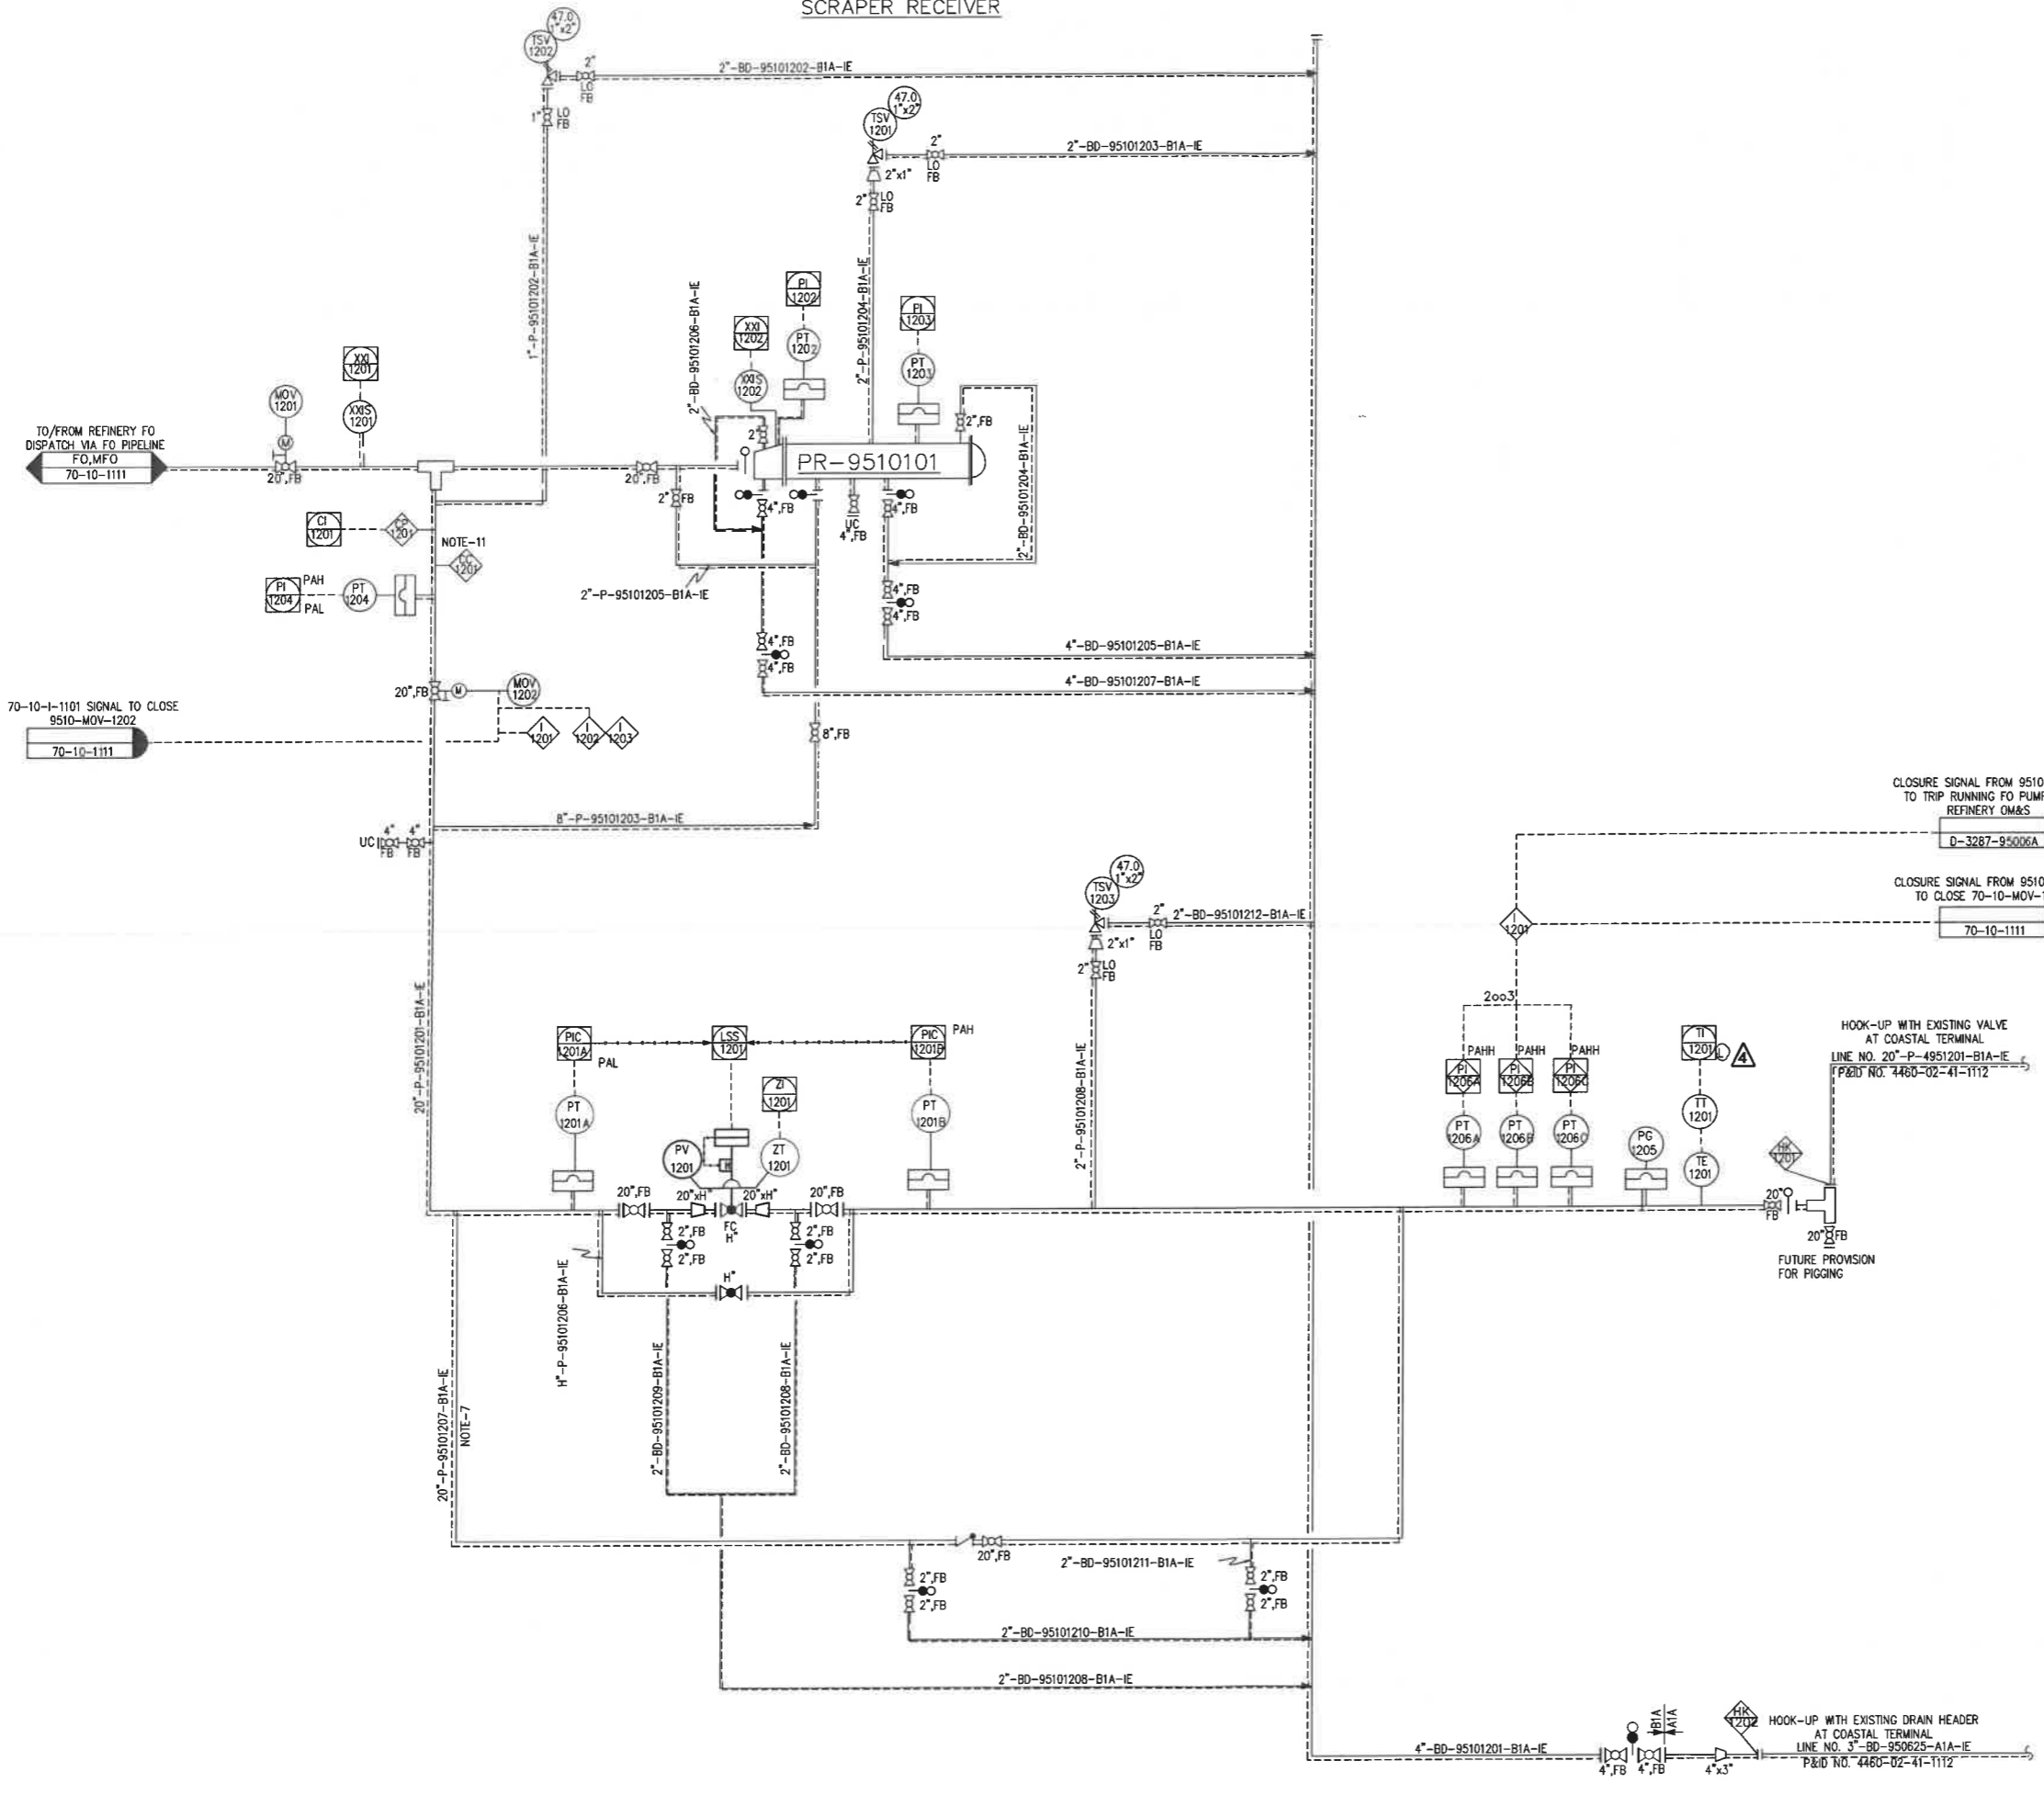 SCRAPER RECEIVER
47.0
1"x2"
TSV
1202
2"
LO
FB
2"-BD-95101202-B1A-IE
1"
LO
FB
47.0
1"x2"
TSV
1201
2"
LO
FB
2"-BD-95101203-B1A-IE
2"x1"
2"
LO
FB
1"-P-95101202-B1A-IE
2"-BD-95101206-B1A-IE
2"-P-95101204-B1A-IE
PI
1202
PT
1202
XXI
1202
XXIS
1202
PI
1203
PT
1203
XXI
1201
XXIS
1201
MOV
1201
M
TO/FROM REFINERY FO
DISPATCH VIA FO PIPELINE
FO,MFO
70-10-1111
20",FB
20",FB
2"
2",FB
PR-9510101
2"-BD-95101204-B1A-IE
2"
FB
4",FB
UC
4",FB
4",FB
CI
1201
CP
1201
NOTE-11
CC
1201
PI
1204
PAH
PAL
PT
1204
2"-P-95101205-B1A-IE
4",FB
4",FB
4",FB
4",FB
4"-BD-95101205-B1A-IE
4"-BD-95101207-B1A-IE
20",FB
M
MOV
1202
70-10-I-1101 SIGNAL TO CLOSE
9510-MOV-1202
70-10-1111
I
1201
I
1202
I
1203
8",FB
8"-P-95101203-B1A-IE
UC
4"
FB
4"
FB
CLOSURE SIGNAL FROM 9510
TO TRIP RUNNING FO PUMP
REFINERY OM&S
D-3287-95006A
CLOSURE SIGNAL FROM 9510
TO CLOSE 70-10-MOV-1
70-10-1111
I
1201
47.0
1"x2"
TSV
1203
2"
LO
FB
2"-BD-95101212-B1A-IE
2"x1"
2"
LO
FB
20"-P-95101201-B1A-IE
2"-P-95101208-B1A-IE
2oo3
PIC
1201A
PAL
LSS
1201
PIC
1201B
PAH
ZI
1201
PT
1201A
PV
1201
ZT
1201
PT
1201B
PAHH
PI
1206A
PAHH
PI
1206B
PAHH
PI
1206C
TI
1201
L
4
PT
1206A
PT
1206B
PT
1206C
PG
1205
TT
1201
TE
1201
HOOK-UP WITH EXISTING VALVE
AT COASTAL TERMINAL
LINE NO. 20"-P-4951201-B1A-IE
P&ID NO. 4460-02-41-1112
HK
1201
20"
FB
20"
FB
FUTURE PROVISION
FOR PIGGING
20",FB
20"xH"
FC
H"
20"xH"
20",FB
2",FB
2",FB
2",FB
2",FB
H"
H"-P-95101206-B1A-IE
2"-BD-95101209-B1A-IE
2"-BD-95101208-B1A-IE
20"-P-95101207-B1A-IE
NOTE-7
20",FB
2"-BD-95101211-B1A-IE
2",FB
2",FB
2",FB
2",FB
2"-BD-95101210-B1A-IE
2"-BD-95101208-B1A-IE
4"-BD-95101201-B1A-IE
4",FB
4",FB
B1A
A1A
4"x3"
HK
1202
HOOK-UP WITH EXISTING DRAIN HEADER
AT COASTAL TERMINAL
LINE NO. 3"-BD-950625-A1A-IE
P&ID NO. 4460-02-41-1112